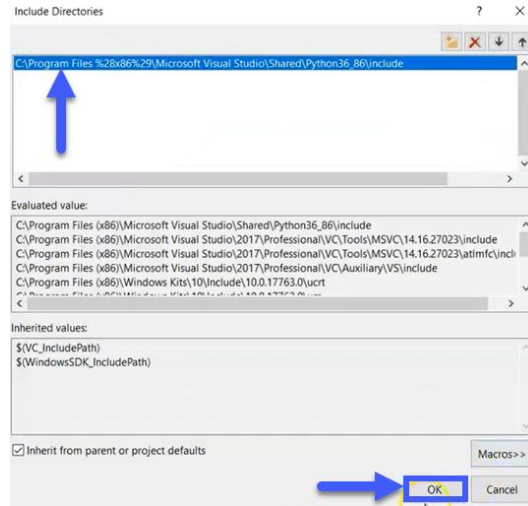 Include Directories
? ×
C:\Program Files %28x86%29\Microsoft Visual Studio\Shared\Python36_86\include
Evaluated value:
C:\Program Files (x86)\Microsoft Visual Studio\Shared\Python36_86\include
C:\Program Files (x86)\Microsoft Visual Studio\2017\Professional\VC\Tools\MSVC\14.16.27023\include
C:\Program Files (x86)\Microsoft Visual Studio\2017\Professional\VC\Tools\MSVC\14.16.27023\atlmfc\inclu
C:\Program Files (x86)\Microsoft Visual Studio\2017\Professional\VC\Auxiliary\VS\include
C:\Program Files (x86)\Windows Kits\10\Include\10.0.17763.0\ucrt
Inherited values:
$(VC_IncludePath)
$(WindowsSDK_IncludePath)
Inherit from parent or project defaults
Macros>>
OK Cancel